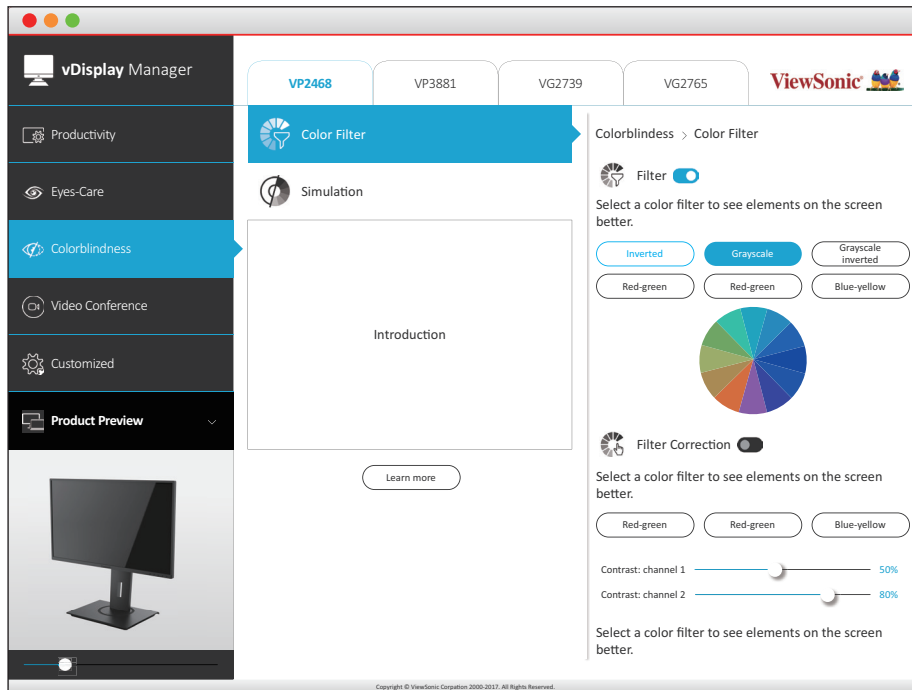 vDisplay Manager
VP2468
VP3881
VG2739
VG2765
ViewSonic
Productivity
Eyes-Care
Colorblindness
Video Conference
Customized
Product Preview
Color Filter
Simulation
Introduction
Learn more
Colorblindness > Color Filter
Filter
Select a color filter to see elements on the screen
better.
Inverted
Grayscale
Grayscale
inverted
Red-green
Red-green
Blue-yellow
Filter Correction
Select a color filter to see elements on the screen
better.
Red-green
Red-green
Blue-yellow
Contrast: channel 1 50%
Contrast: channel 2 80%
Select a color filter to see elements on the screen
better.
Copyright © ViewSonic Corpation 2000-2017. All Rights Reserved.